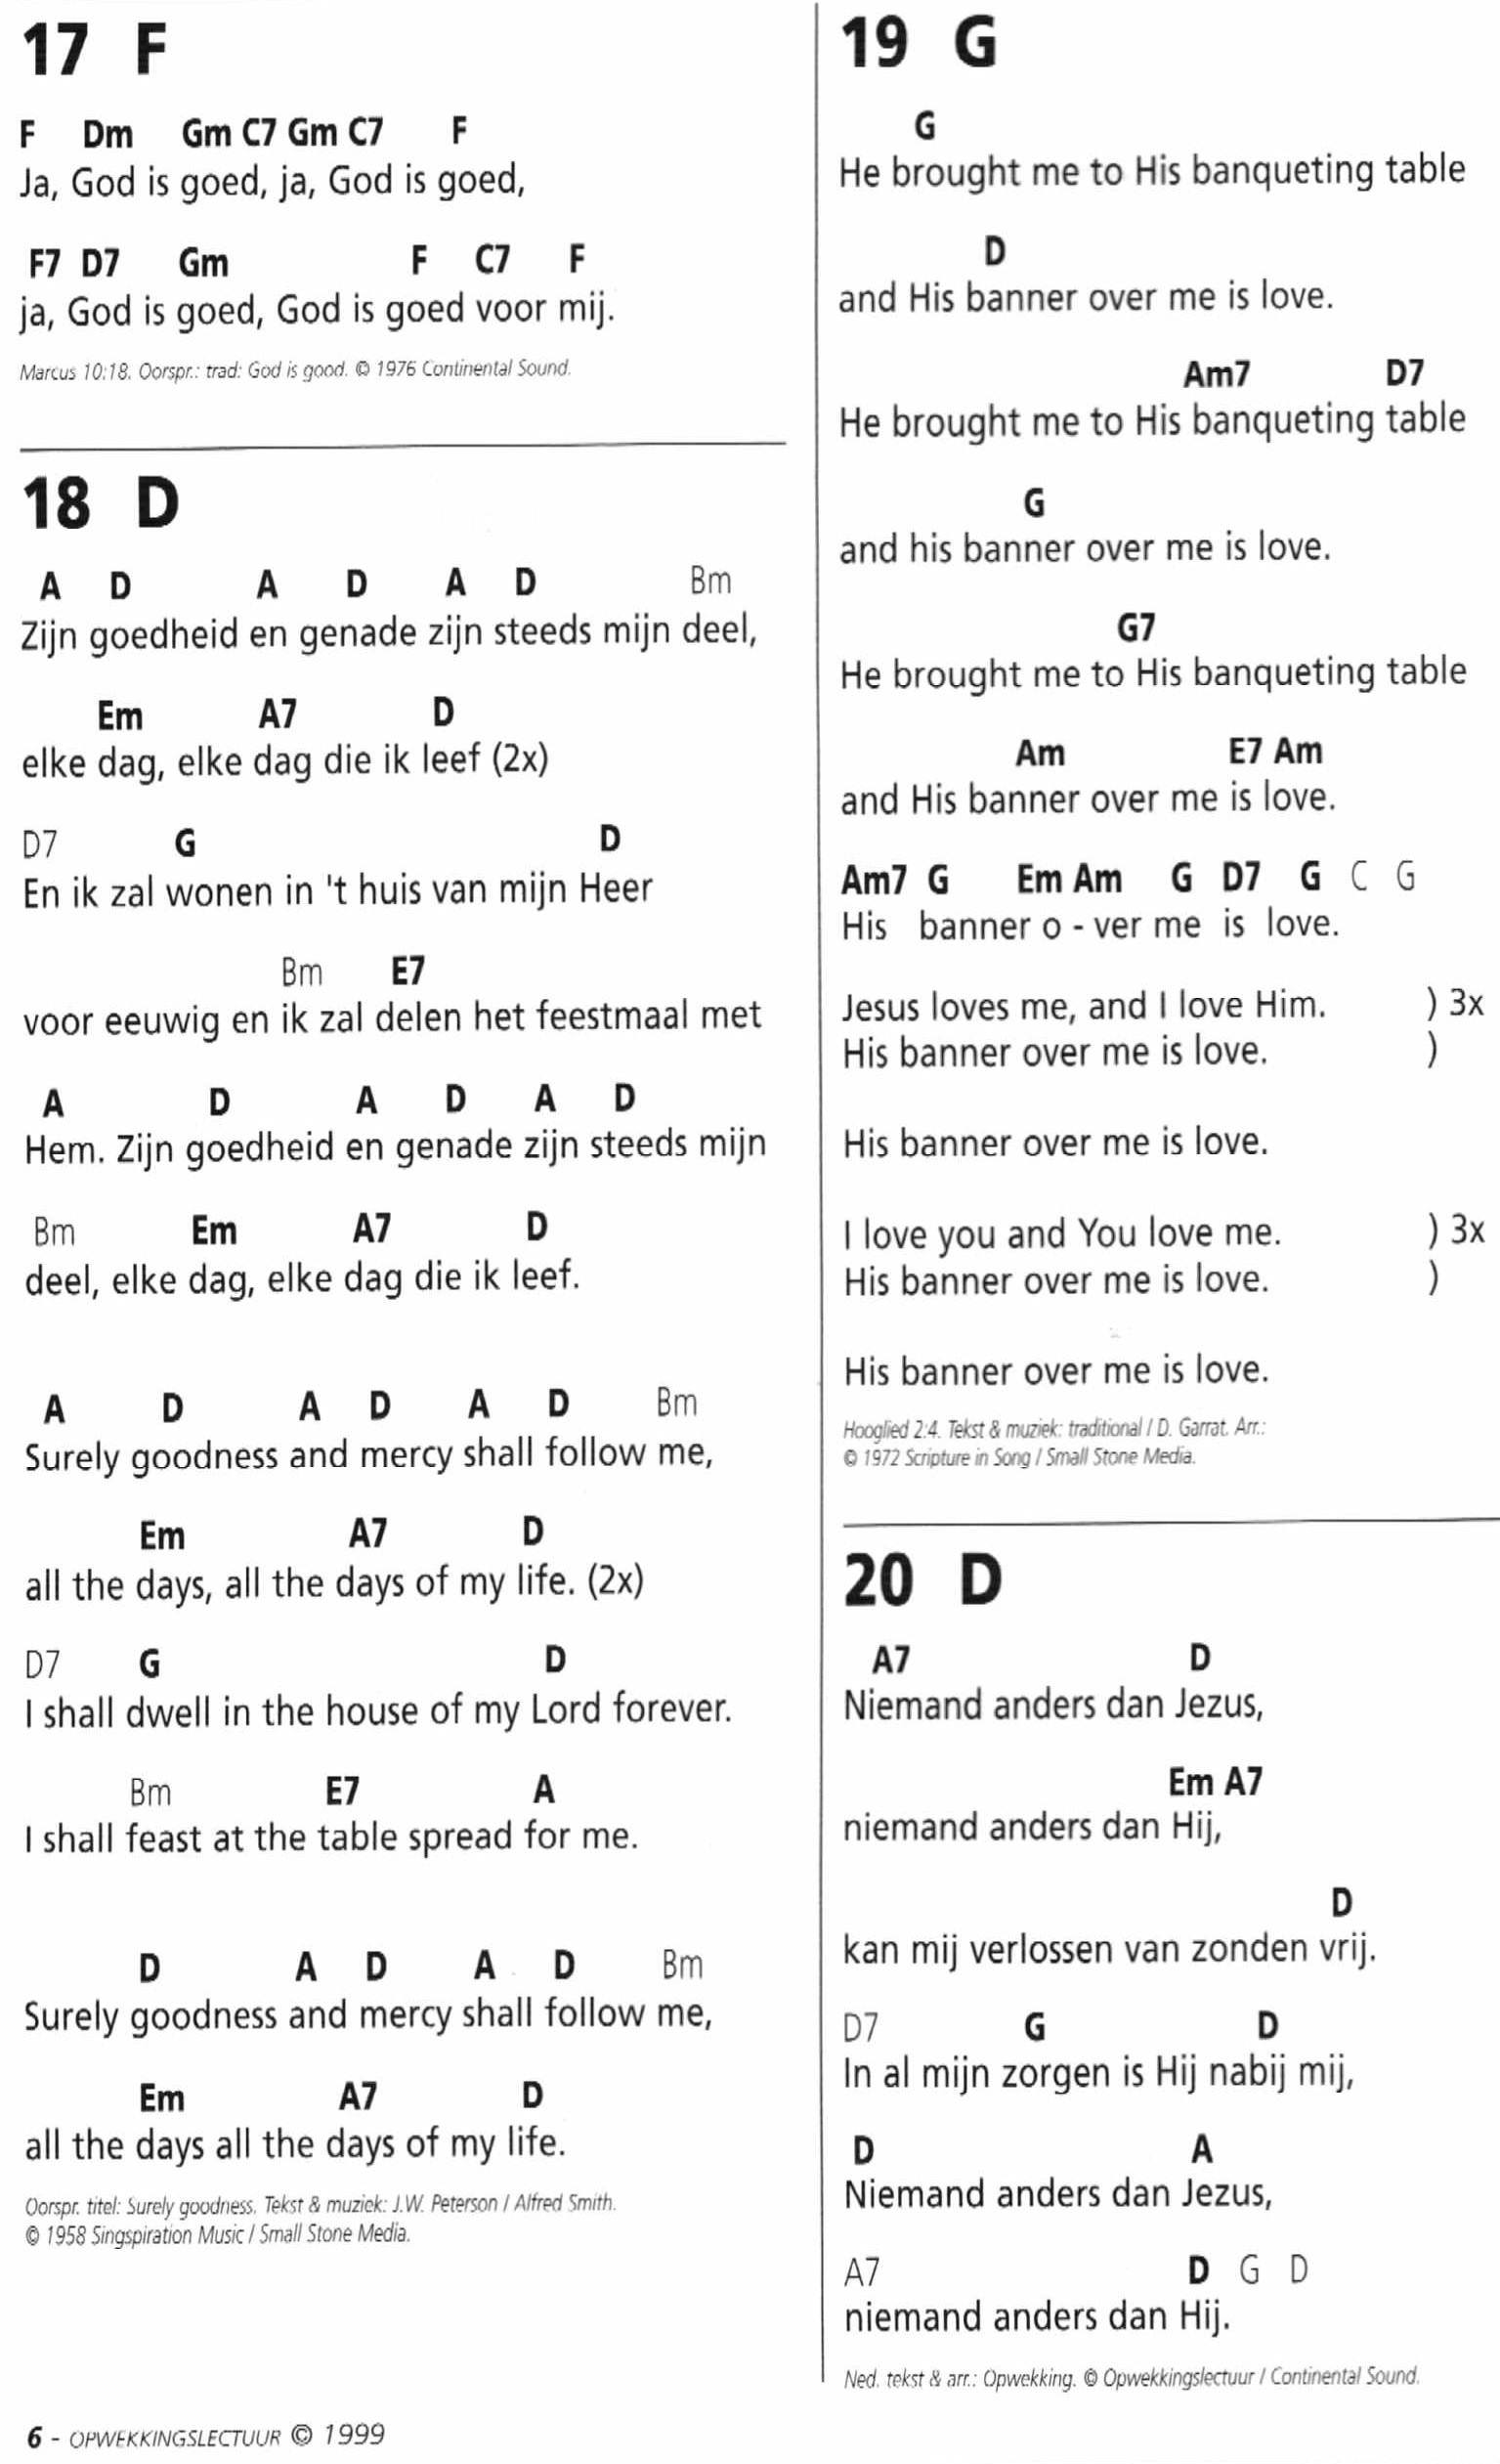 17 F
F Dm Gm C7 Gm C7 F
Ja, God is goed, ja, God is goed,
F7 D7 Gm F C7 F
ja, God is goed, God is goed voor mij.
Marcus 10:18. Oorspr.: trad: God is good. © 1976 Continental Sound.
18 D
A D A D A D Bm
Zijn goedheid en genade zijn steeds mijn deel,
Em A7 D
elke dag, elke dag die ik leef (2x)
D7 G D
En ik zal wonen in 't huis van mijn Heer
Bm E7
voor eeuwig en ik zal delen het feestmaal met
A D A D A D
Hem. Zijn goedheid en genade zijn steeds mijn
Bm Em A7 D
deel, elke dag, elke dag die ik leef.
A D A D A D Bm
Surely goodness and mercy shall follow me,
Em A7 D
all the days, all the days of my life. (2x)
D7 G D
I shall dwell in the house of my Lord forever.
Bm E7 A
I shall feast at the table spread for me.
D A D A D Bm
Surely goodness and mercy shall follow me,
Em A7 D
all the days all the days of my life.
Oorspr. titel: Surely goodness. Tekst & muziek: J.W. Peterson / Alfred Smith.
© 1958 Singspiration Music / Small Stone Media.
6 - OPWEKKINGSLECTUUR © 1999
19 G
G
He brought me to His banqueting table
D
and His banner over me is love.
Am7 D7
He brought me to His banqueting table
G
and his banner over me is love.
G7
He brought me to His banqueting table
Am E7 Am
and His banner over me is love.
Am7 G Em Am G D7 G C G
His banner o - ver me is love.
Jesus loves me, and I love Him. ) 3x
His banner over me is love. )
His banner over me is love.
I love you and You love me. ) 3x
His banner over me is love. )
His banner over me is love.
Hooglied 2:4. Tekst & muziek: traditional / D. Garrat. Arr.:
© 1972 Scripture in Song / Small Stone Media.
20 D
A7 D
Niemand anders dan Jezus,
Em A7
niemand anders dan Hij,
D
kan mij verlossen van zonden vrij.
D7 G D
In al mijn zorgen is Hij nabij mij,
D A
Niemand anders dan Jezus,
A7 D G D
niemand anders dan Hij.
Ned. tekst & arr.: Opwekking. © Opwekkingslectuur / Continental Sound.